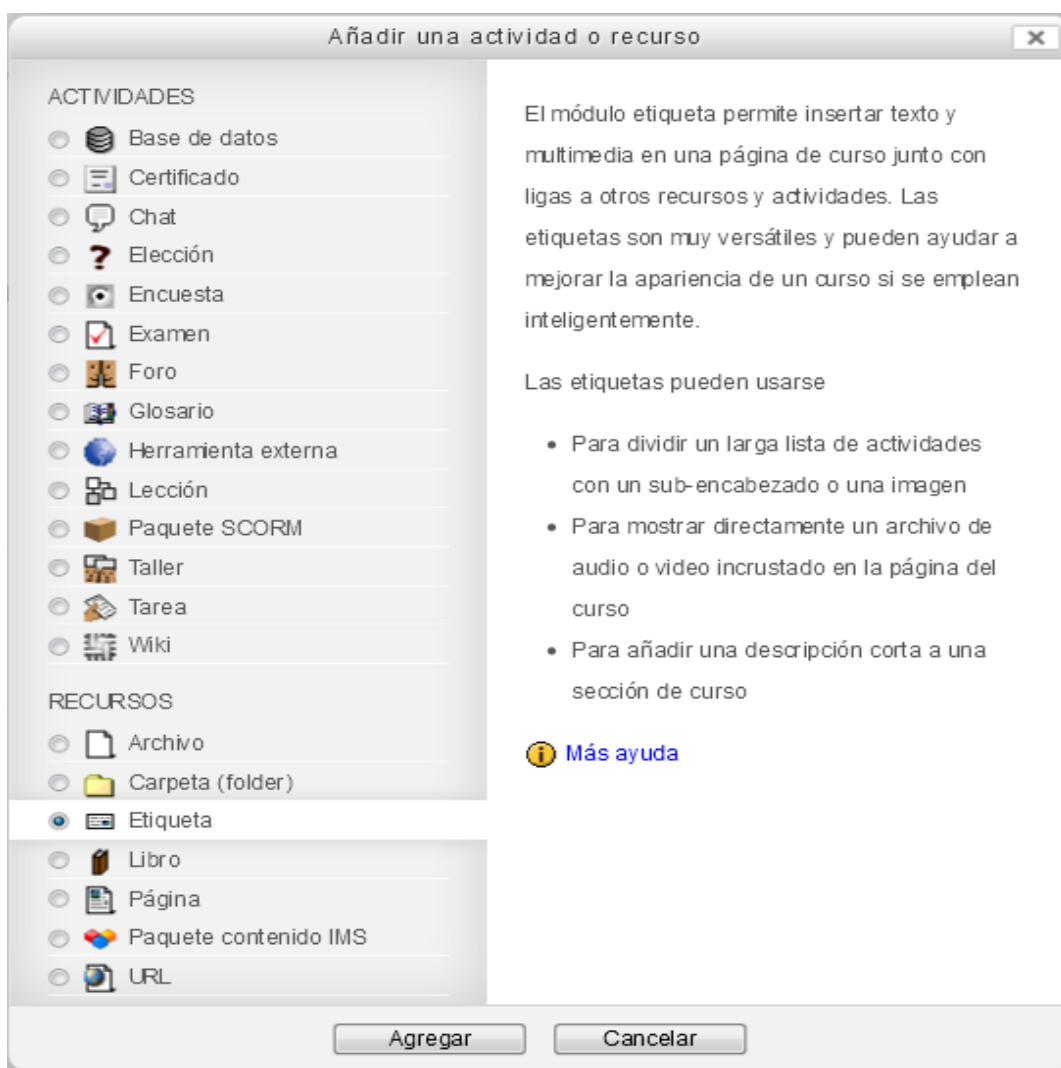 Añadir una actividad o recurso
ACTIVIDADES
Base de datos
Certificado
Chat
Elección
Encuesta
Examen
Foro
Glosario
Herramienta externa
Lección
Paquete SCORM
Taller
Tarea
Wiki
RECURSOS
Archivo
Carpeta (folder)
Etiqueta
Libro
Página
Paquete contenido IMS
URL
El módulo etiqueta permite insertar texto y
multimedia en una página de curso junto con
ligas a otros recursos y actividades. Las
etiquetas son muy versátiles y pueden ayudar a
mejorar la apariencia de un curso si se emplean
inteligentemente.
Las etiquetas pueden usarse
• Para dividir un larga lista de actividades
con un sub-encabezado o una imagen
• Para mostrar directamente un archivo de
audio o video incrustado en la página del
curso
• Para añadir una descripción corta a una
sección de curso
Más ayuda
Agregar
Cancelar